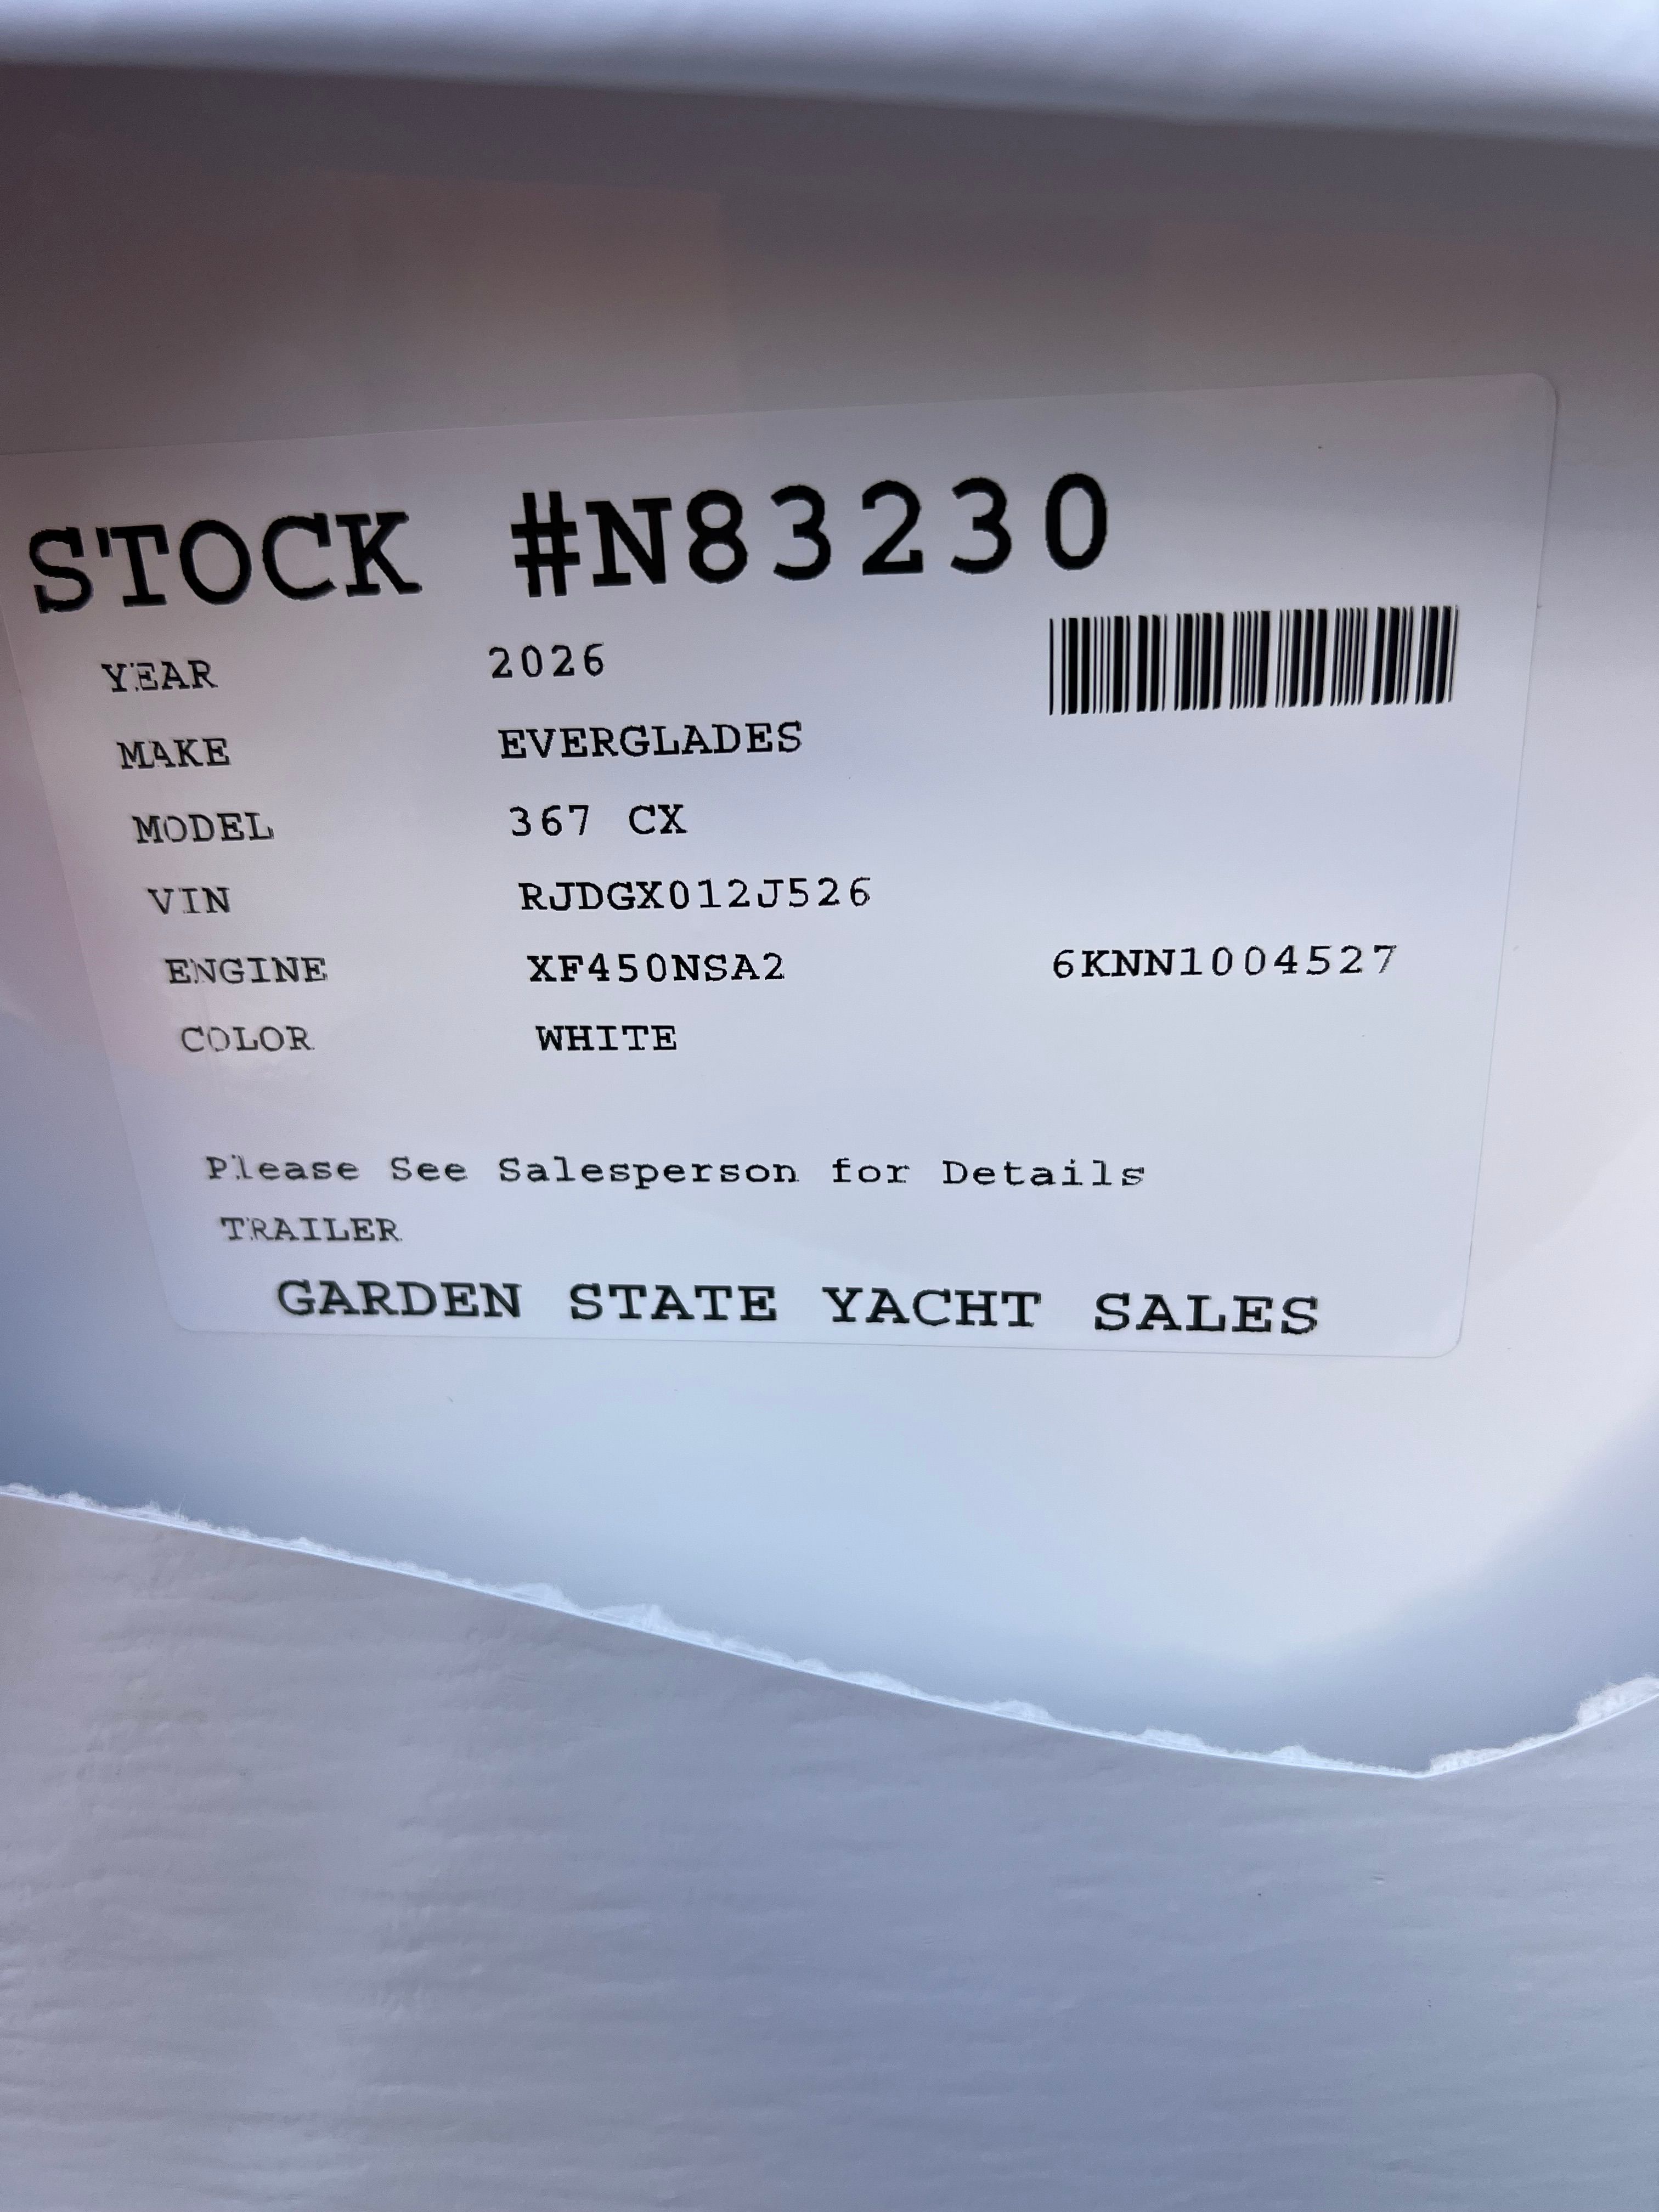 STOCK #N83230
YEAR 2026
MAKE EVERGLADES
MODEL 367 CX
VIN RJDGX012J526
ENGINE XF450NSA2 6KNN1004527
COLOR WHITE
Please See Salesperson for Details
TRAILER
GARDEN STATE YACHT SALES